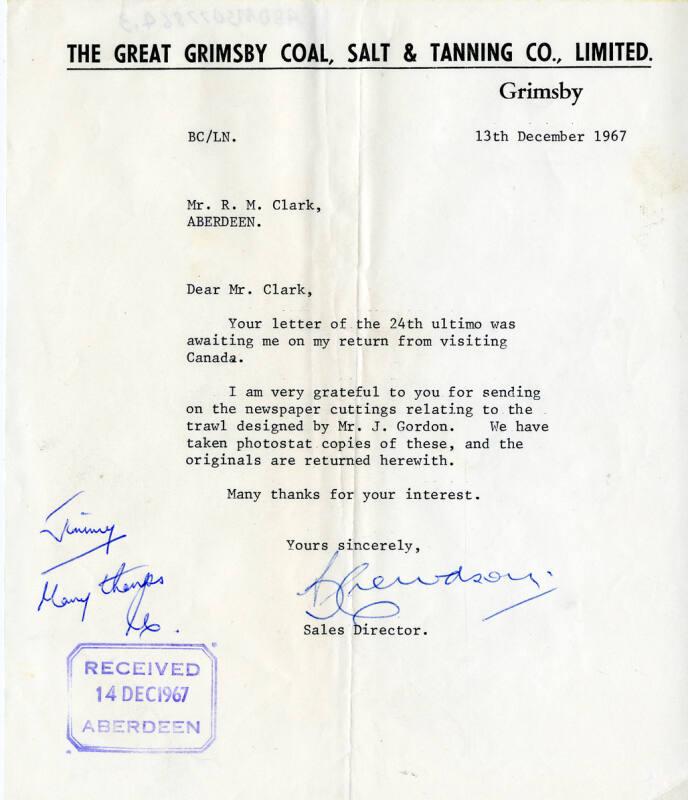 THE GREAT GRIMSBY COAL, SALT & TANNING CO., LIMITED.
Grimsby
BC/LN.
13th December 1967
Mr. R. M. Clark,
ABERDEEN.
Dear Mr. Clark,
Your letter of the 24th ultimo was
awaiting me on my return from visiting
Canada.
I am very grateful to you for sending
on the newspaper cuttings relating to the
trawl designed by Mr. J. Gordon. We have
taken photostat copies of these, and the
originals are returned herewith.
Many thanks for your interest.
Yours sincerely,
Sales Director.
Jimmy
Many thanks
RECEIVED
14 DEC 1967
ABERDEEN